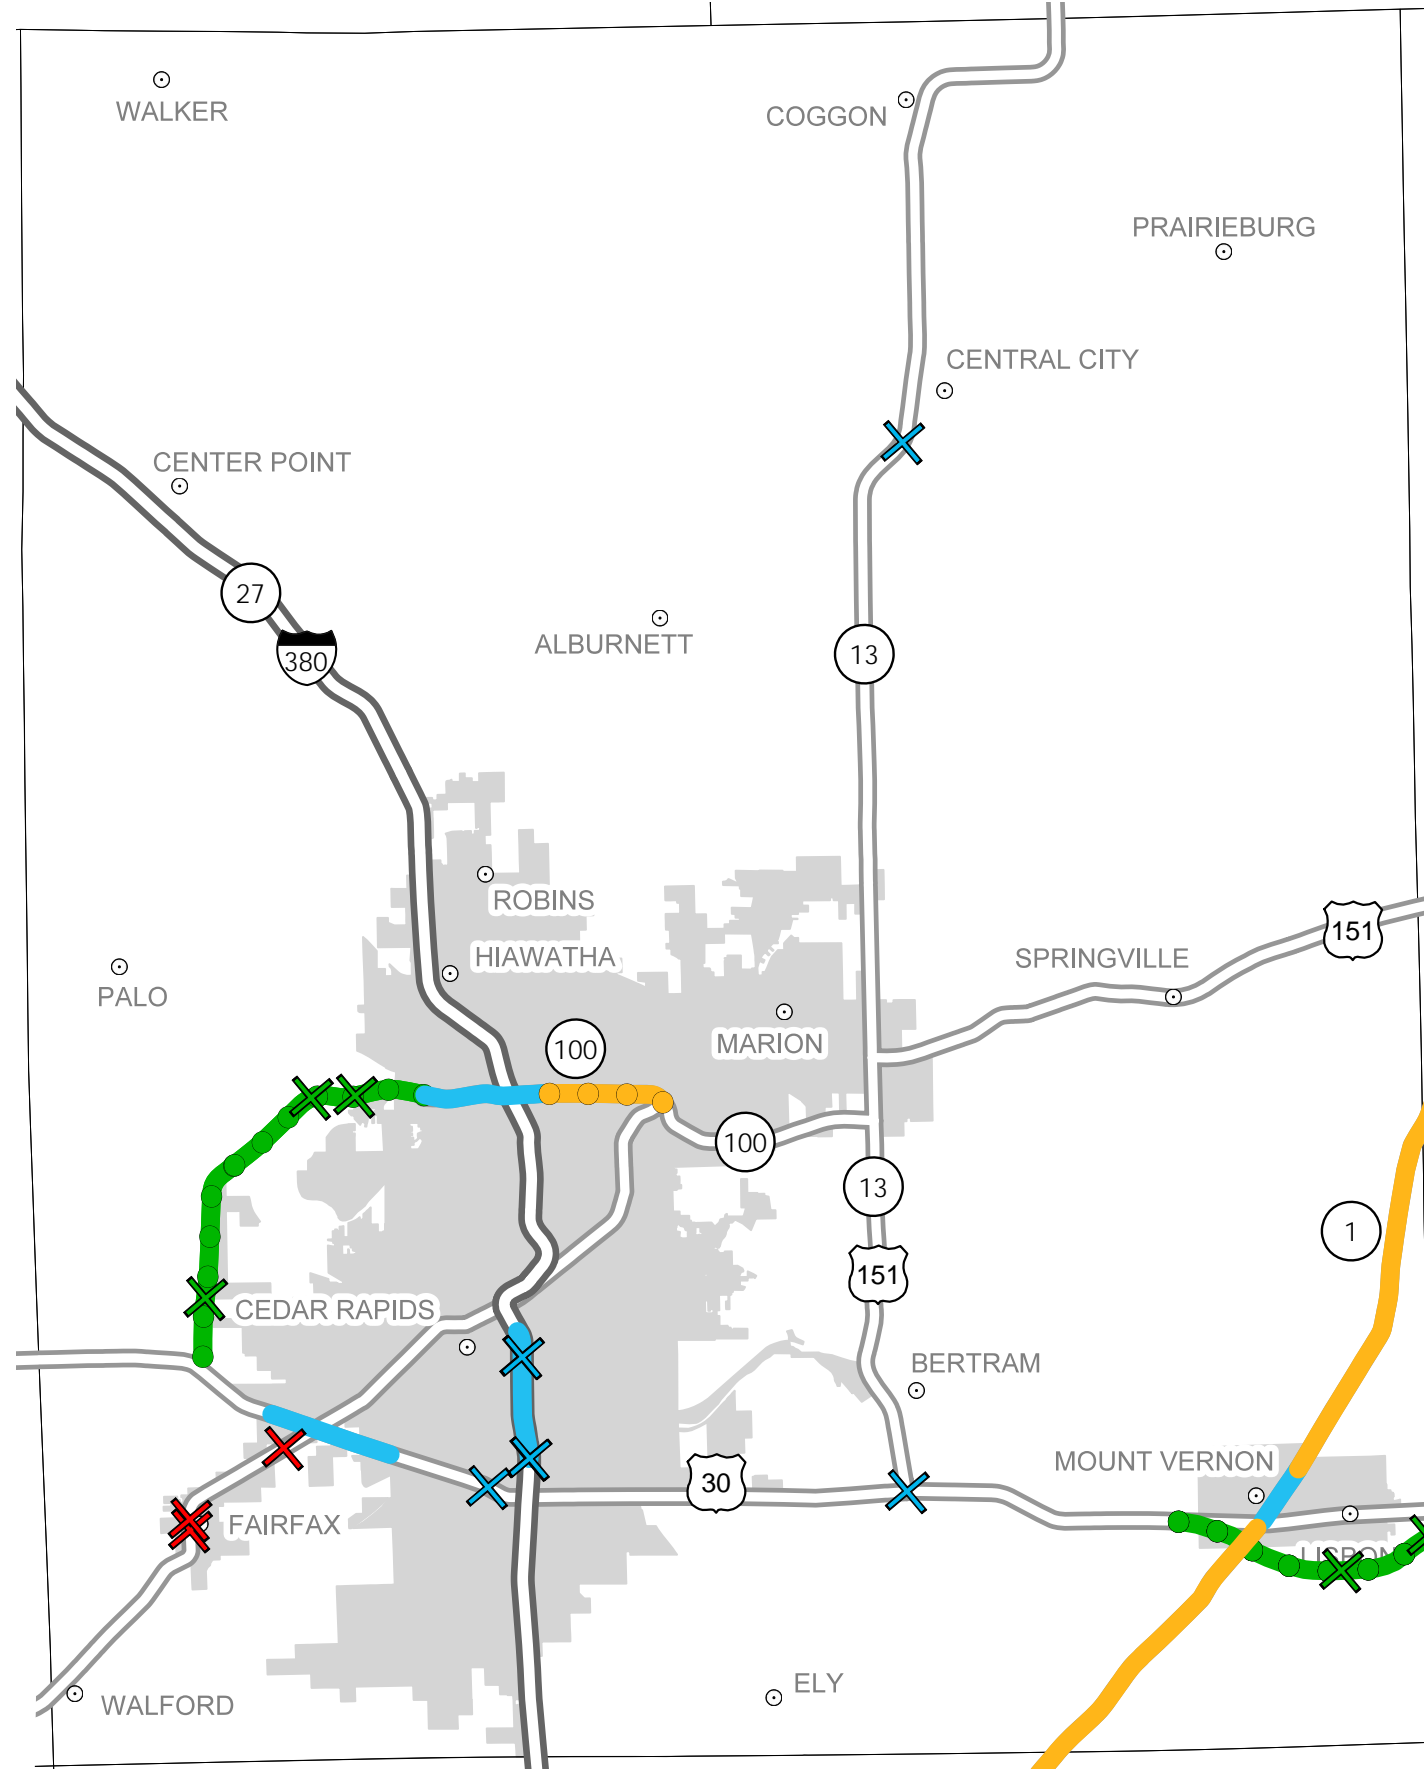 WALKER
COGGON
PRAIRIEBURG
CENTRAL CITY
CENTER POINT
27
ALBURNETT
13
380
ROBINS
151
HIAWATHA
SPRINGVILLE
PALO
MARION
100
100
13
1
151
CEDAR RAPIDS
BERTRAM
MOUNT VERNON
30
FAIRFAX
LISBON
ELY
WALFORD